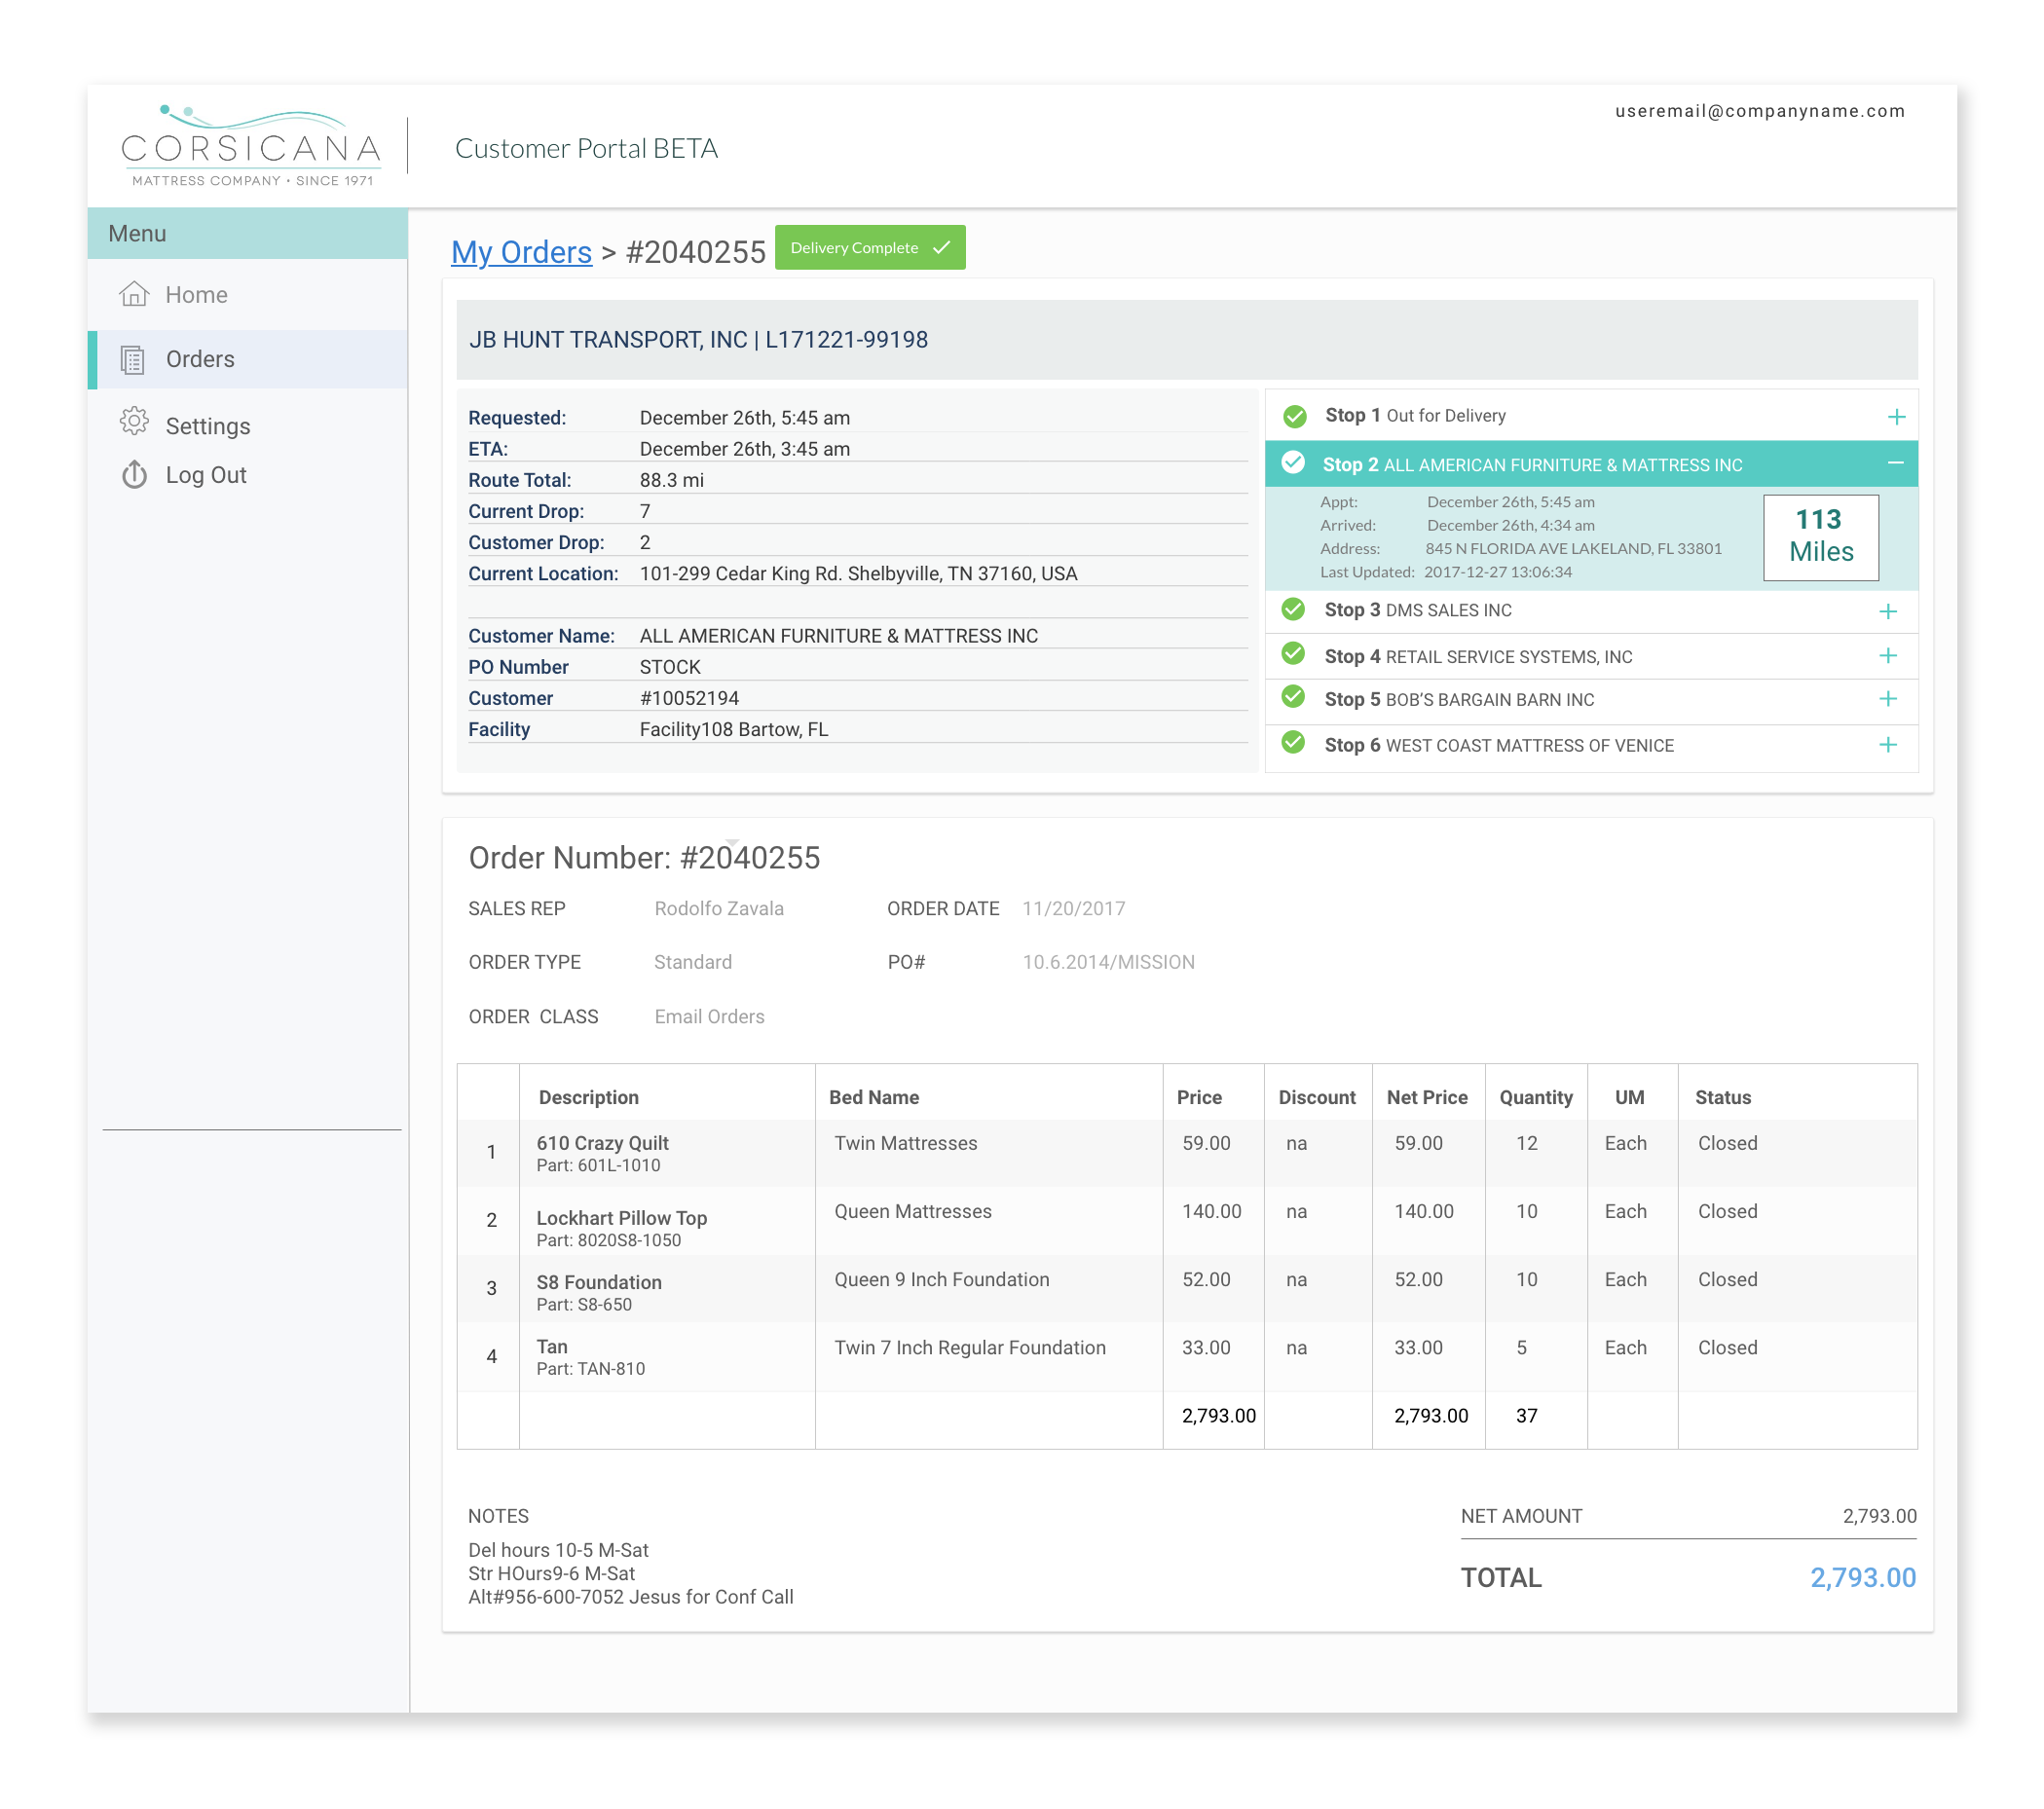 CORSICANA
MATTRESS COMPANY • SINCE 1971
Customer Portal BETA
useremail@companyname.com
Menu
Home
Orders
Settings
Log Out
My Orders > #2040255
Delivery Complete
JB HUNT TRANSPORT, INC | L171221-99198
Requested: December 26th, 5:45 am
ETA: December 26th, 3:45 am
Route Total: 88.3 mi
Current Drop: 7
Customer Drop: 2
Current Location: 101-299 Cedar King Rd. Shelbyville, TN 37160, USA
Customer Name: ALL AMERICAN FURNITURE & MATTRESS INC
PO Number STOCK
Customer #10052194
Facility Facility108 Bartow, FL
Stop 1 Out for Delivery
Stop 2 ALL AMERICAN FURNITURE & MATTRESS INC
Appt: December 26th, 5:45 am
Arrived: December 26th, 4:34 am
Address: 845 N FLORIDA AVE LAKELAND, FL 33801
Last Updated: 2017-12-27 13:06:34
113
Miles
Stop 3 DMS SALES INC
Stop 4 RETAIL SERVICE SYSTEMS, INC
Stop 5 BOB'S BARGAIN BARN INC
Stop 6 WEST COAST MATTRESS OF VENICE
Order Number: #2040255
SALES REP Rodolfo Zavala ORDER DATE 11/20/2017
ORDER TYPE Standard PO# 10.6.2014/MISSION
ORDER CLASS Email Orders
Description Bed Name Price Discount Net Price Quantity UM Status
1 610 Crazy Quilt Twin Mattresses 59.00 na 59.00 12 Each Closed
Part: 601L-1010
2 Lockhart Pillow Top Queen Mattresses 140.00 na 140.00 10 Each Closed
Part: 8020S8-1050
3 S8 Foundation Queen 9 Inch Foundation 52.00 na 52.00 10 Each Closed
Part: S8-650
4 Tan Twin 7 Inch Regular Foundation 33.00 na 33.00 5 Each Closed
Part: TAN-810
2,793.00 2,793.00 37
NOTES
Del hours 10-5 M-Sat
Str HOurs9-6 M-Sat
Alt#956-600-7052 Jesus for Conf Call
NET AMOUNT 2,793.00
TOTAL 2,793.00